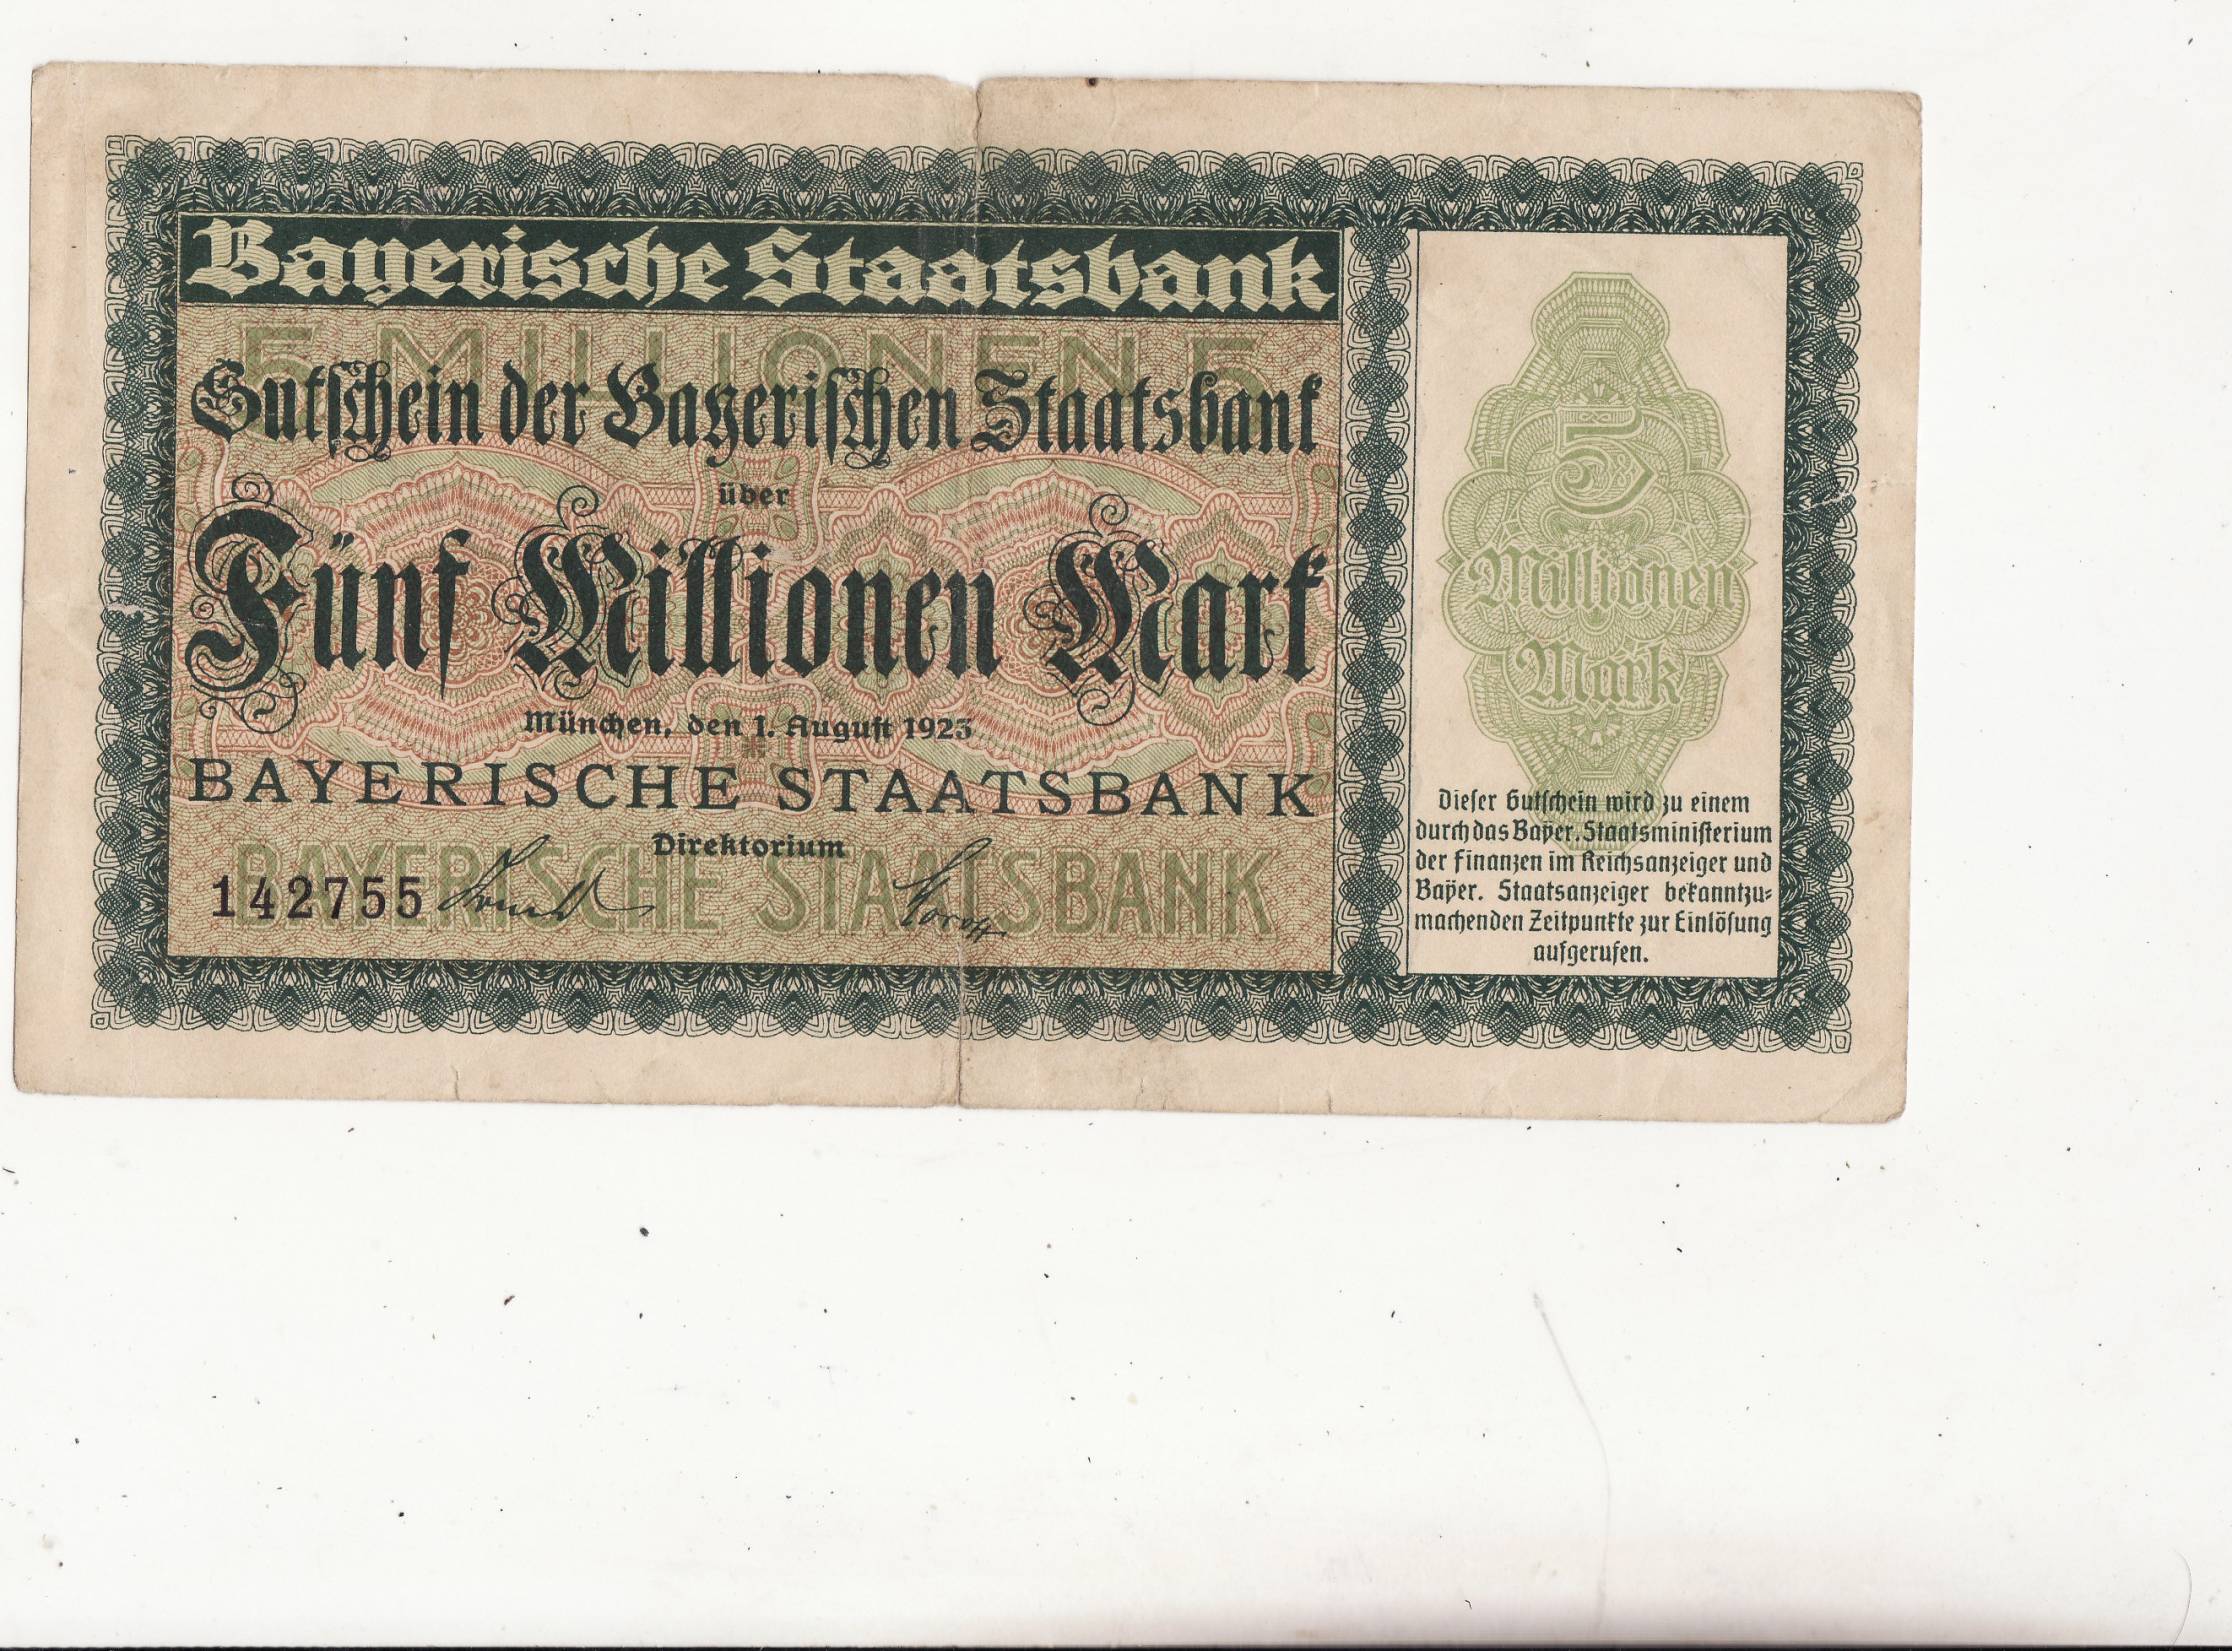 Bayerische Staatsbank
5 MILLIONEN 5
Gutschein der Bayerischen Staatsbank
über
Fünf Millionen Mark
München, den 1. August 1923
BAYERISCHE STAATSBANK
Direktorium
BAYERISCHE STAATSBANK
142755
5
Millionen
Mark
Dieser Gutschein wird zu einem
durch das Bayer. Staatsministerium
der Finanzen im Reichsanzeiger und
Bayer. Staatsanzeiger bekanntzu=
machenden Zeitpunkte zur Einlösung
aufgerufen.